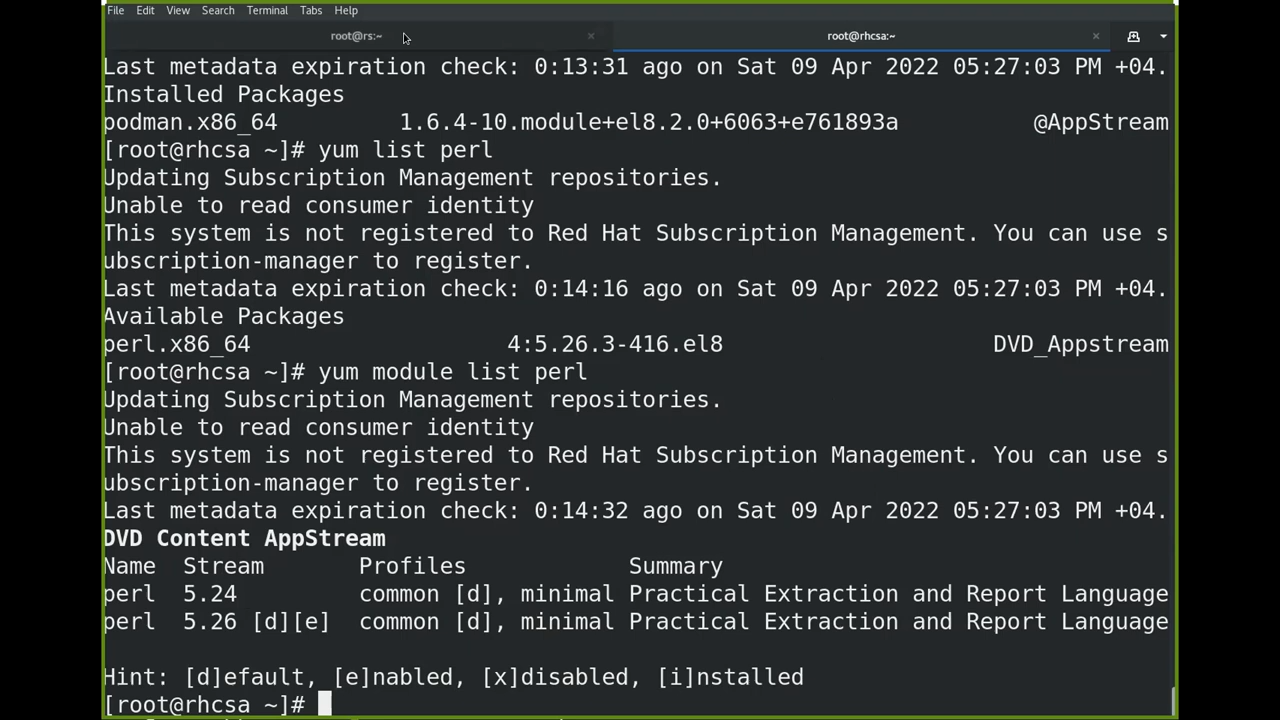 File Edit View Search Terminal Tabs Help
root@rs:~ × root@rhcsa:~ ×
Last metadata expiration check: 0:13:31 ago on Sat 09 Apr 2022 05:27:03 PM +04.
Installed Packages
podman.x86_64 1.6.4-10.module+el8.2.0+6063+e761893a @AppStream
[root@rhcsa ~]# yum list perl
Updating Subscription Management repositories.
Unable to read consumer identity
This system is not registered to Red Hat Subscription Management. You can use s
ubscription-manager to register.
Last metadata expiration check: 0:14:16 ago on Sat 09 Apr 2022 05:27:03 PM +04.
Available Packages
perl.x86_64 4:5.26.3-416.el8 DVD_Appstream
[root@rhcsa ~]# yum module list perl
Updating Subscription Management repositories.
Unable to read consumer identity
This system is not registered to Red Hat Subscription Management. You can use s
ubscription-manager to register.
Last metadata expiration check: 0:14:32 ago on Sat 09 Apr 2022 05:27:03 PM +04.
DVD Content AppStream
Name Stream Profiles Summary
perl 5.24 common [d], minimal Practical Extraction and Report Language
perl 5.26 [d][e] common [d], minimal Practical Extraction and Report Language
Hint: [d]efault, [e]nabled, [x]disabled, [i]nstalled
[root@rhcsa ~]#